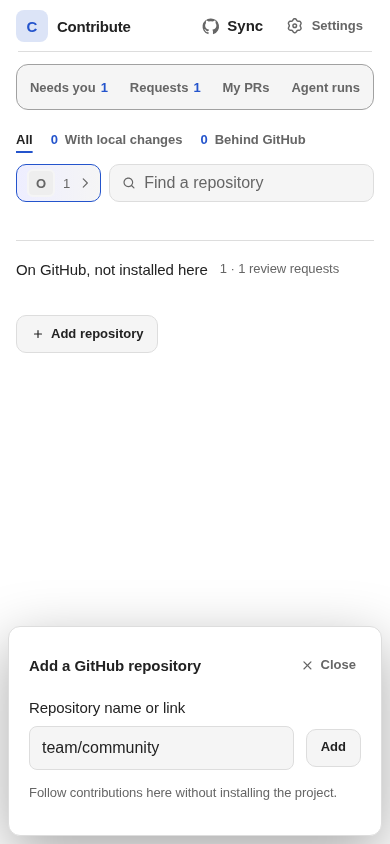 C Contribute Sync Settings
Needs you 1 Requests 1 My PRs Agent runs
All 0 With local changes 0 Behind GitHub
O 1 Find a repository
On GitHub, not installed here 1 · 1 review requests
+ Add repository
Add a GitHub repository Close
Repository name or link
team/community Add
Follow contributions here without installing the project.